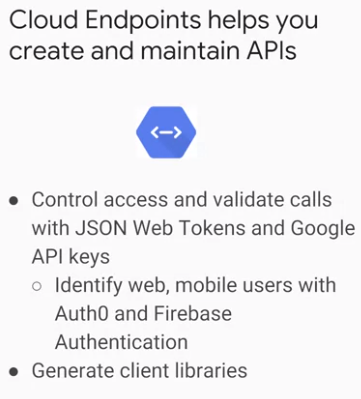 Cloud Endpoints helps you
create and maintain APIs
● Control access and validate calls
with JSON Web Tokens and Google
API keys
○ Identify web, mobile users with
Auth0 and Firebase
Authentication
● Generate client libraries